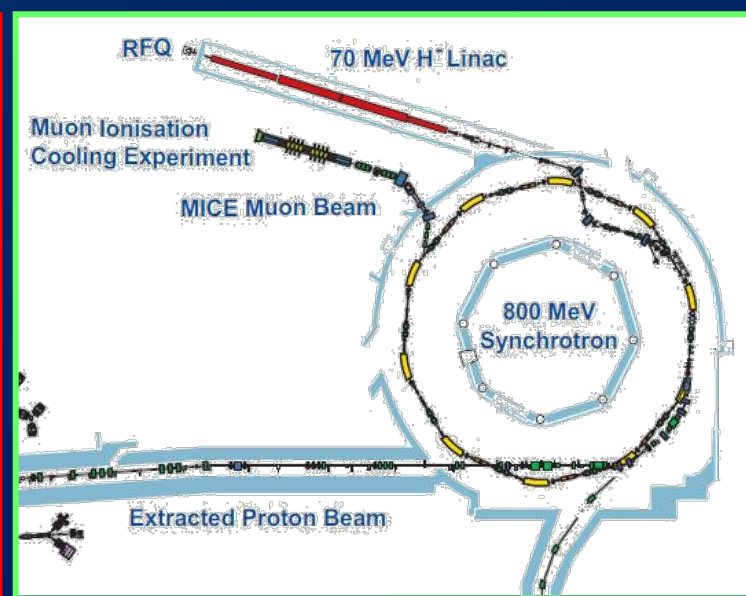 RFQ
70 MeV H⁻ Linac
Muon Ionisation
Cooling Experiment
MICE Muon Beam
800 MeV
Synchrotron
Extracted Proton Beam